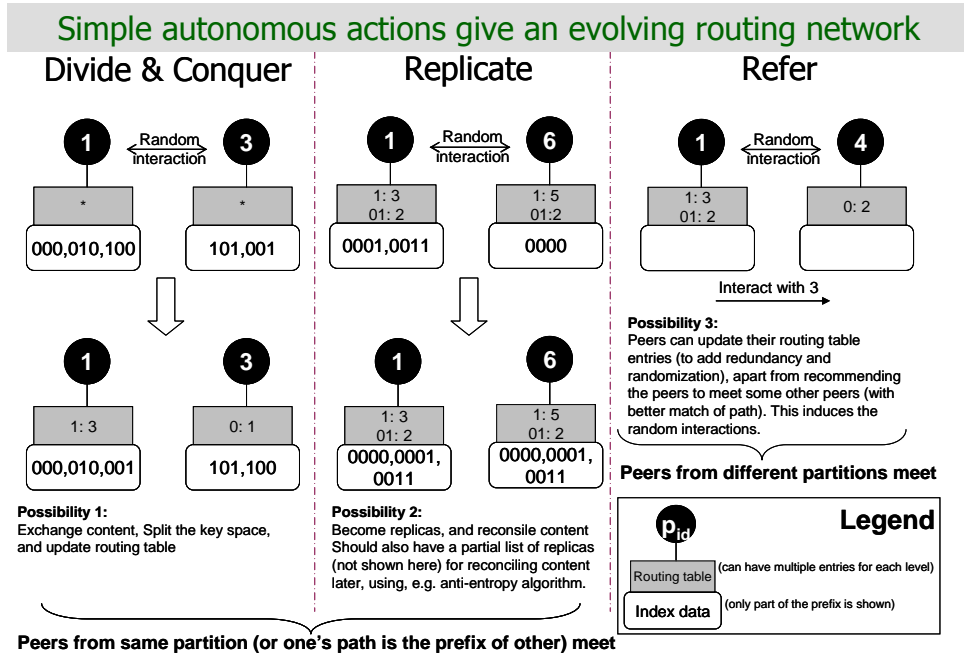 Simple autonomous actions give an evolving routing network
Divide & Conquer
1
Random
interaction
3
*
*
000,010,100
101,001
1
3
1: 3
0: 1
000,010,001
101,100
Possibility 1:
Exchange content, Split the key space,
and update routing table
Replicate
1
Random
interaction
6
1: 3
01: 2
1: 5
01:2
0001,0011
0000
1
6
1: 3
01: 2
1: 5
01: 2
0000,0001,
0011
0000,0001,
0011
Possibility 2:
Become replicas, and reconsile content
Should also have a partial list of replicas
(not shown here) for reconciling content
later, using, e.g. anti-entropy algorithm.
Peers from same partition (or one's path is the prefix of other) meet
Refer
1
Random
interaction
4
1: 3
01: 2
0: 2
Interact with 3
Possibility 3:
Peers can update their routing table
entries (to add redundancy and
randomization), apart from recommending
the peers to meet some other peers (with
better match of path). This induces the
random interactions.
Peers from different partitions meet
Legend
pid
Routing table
(can have multiple entries for each level)
Index data
(only part of the prefix is shown)